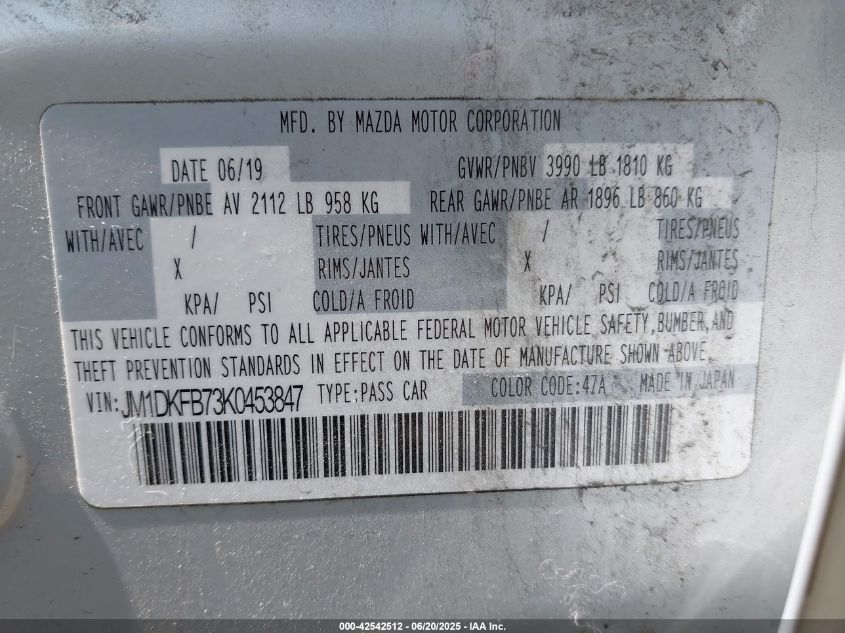 MFD. BY MAZDA MOTOR CORPORATION
DATE 06/19 GVWR/PNBV 3990 LB 1810 KG
FRONT GAWR/PNBE AV 2112 LB 958 KG REAR GAWR/PNBE AR 1896 LB 860 KG
WITH/AVEC / TIRES/PNEUS WITH/AVEC / TIRES/PNEUS
X RIMS/JANTES X RIMS/JANTES
KPA/ PSI COLD/A FROID KPA/ PSI COLD/A FROID
THIS VEHICLE CONFORMS TO ALL APPLICABLE FEDERAL MOTOR VEHICLE SAFETY, BUMBER, AND
THEFT PREVENTION STANDARDS IN EFFECT ON THE DATE OF MANUFACTURE SHOWN ABOVE.
VIN: JM1DKFB73K0453847 TYPE:PASS CAR COLOR CODE:47A MADE IN JAPAN
000-42542512 - 06/20/2025 - IAA Inc.